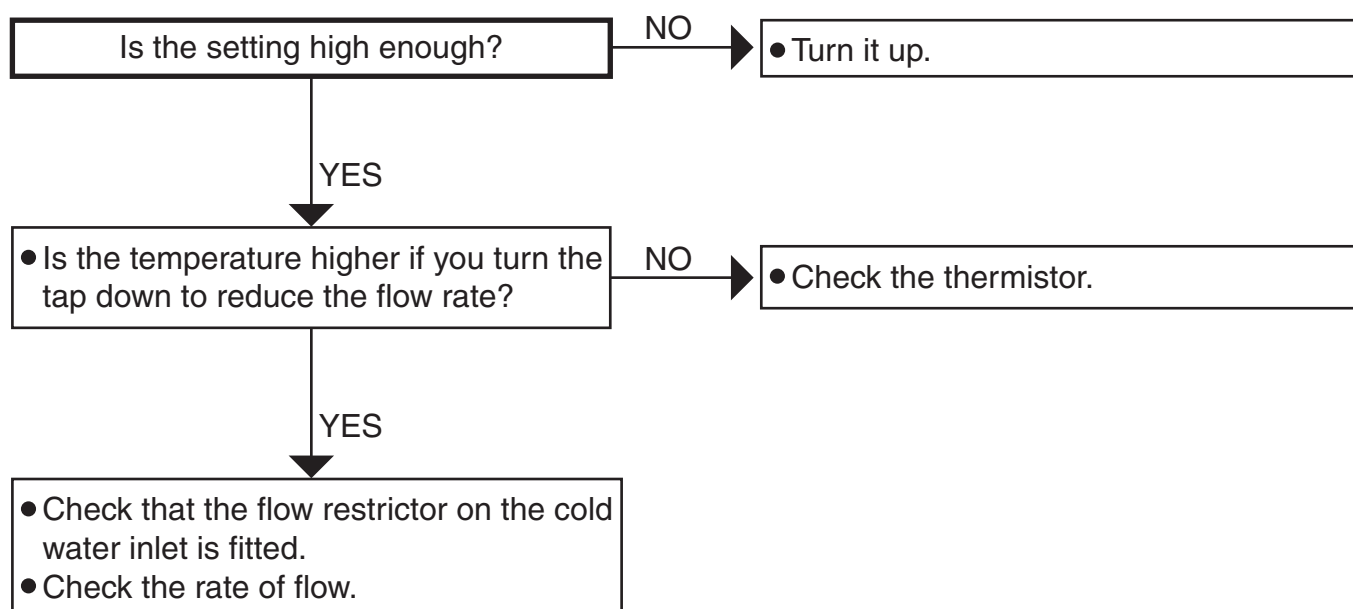 Is the setting high enough?
NO
● Turn it up.
YES
● Is the temperature higher if you turn the
tap down to reduce the flow rate?
NO
● Check the thermistor.
YES
● Check that the flow restrictor on the cold
water inlet is fitted.
● Check the rate of flow.